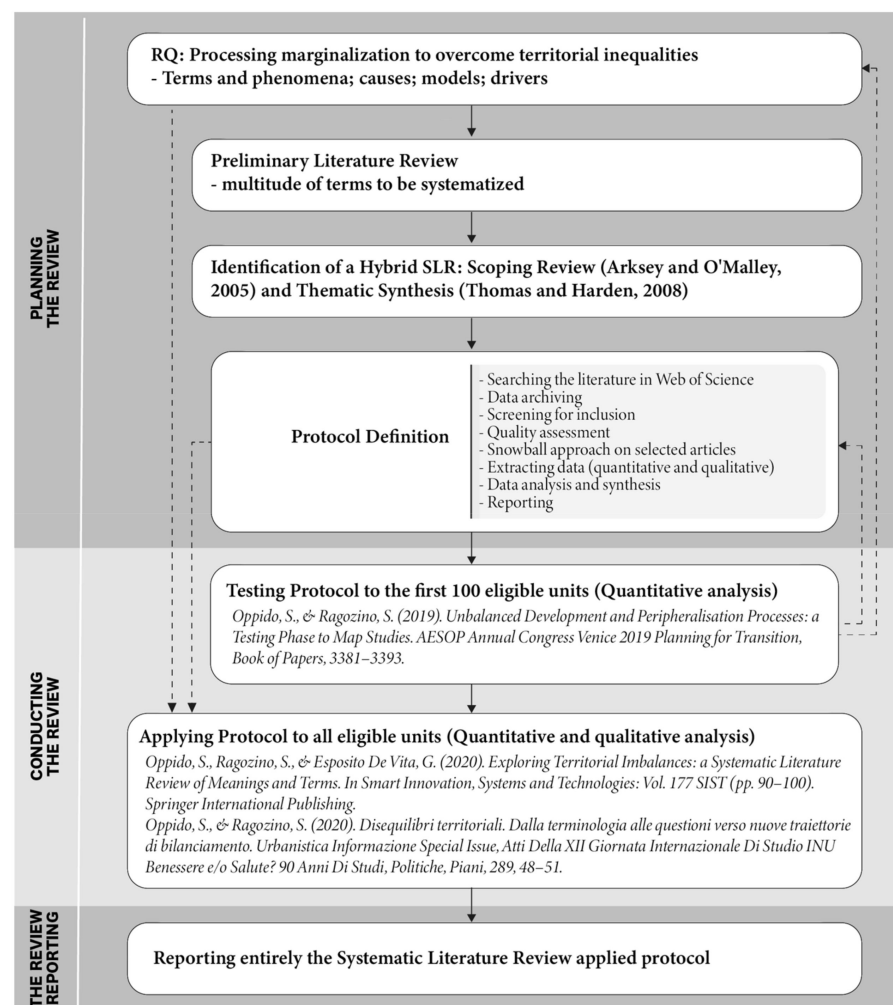 PLANNING
THE REVIEW
RQ: Processing marginalization to overcome territorial inequalities
- Terms and phenomena; causes; models; drivers
Preliminary Literature Review
- multitude of terms to be systematized
Identification of a Hybrid SLR: Scoping Review (Arksey and O'Malley,
2005) and Thematic Synthesis (Thomas and Harden, 2008)
Protocol Definition
- Searching the literature in Web of Science
- Data archiving
- Screening for inclusion
- Quality assessment
- Snowball approach on selected articles
- Extracting data (quantitative and qualitative)
- Data analysis and synthesis
- Reporting
CONDUCTING
THE REVIEW
Testing Protocol to the first 100 eligible units (Quantitative analysis)
Oppido, S., & Ragozino, S. (2019). Unbalanced Development and Peripheralisation Processes: a
Testing Phase to Map Studies. AESOP Annual Congress Venice 2019 Planning for Transition,
Book of Papers, 3381–3393.
Applying Protocol to all eligible units (Quantitative and qualitative analysis)
Oppido, S., Ragozino, S., & Esposito De Vita, G. (2020). Exploring Territorial Imbalances: a Systematic Literature
Review of Meanings and Terms. In Smart Innovation, Systems and Technologies: Vol. 177 SIST (pp. 90–100).
Springer International Publishing.
Oppido, S., & Ragozino, S. (2020). Disequilibri territoriali. Dalla terminologia alle questioni verso nuove traiettorie
di bilanciamento. Urbanistica Informazione Special Issue, Atti Della XII Giornata Internazionale Di Studio INU
Benessere e/o Salute? 90 Anni Di Studi, Politiche, Piani, 289, 48–51.
THE REVIEW
REPORTING
Reporting entirely the Systematic Literature Review applied protocol